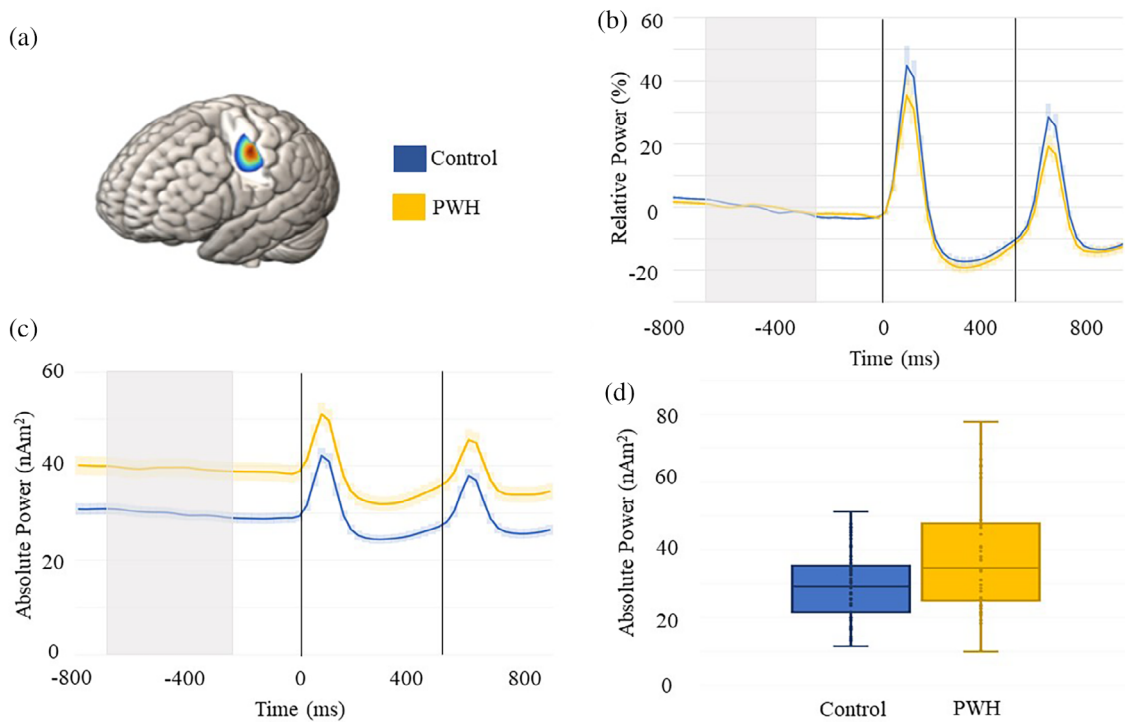 (a)
Control
PWH
(b)
Relative Power (%)
60
40
20
0
-20
-800
-400
0
400
800
Time (ms)
(c)
Absolute Power (nAm²)
60
40
20
0
-800
-400
0
400
800
Time (ms)
(d)
Absolute Power (nAm²)
80
60
40
20
0
Control
PWH